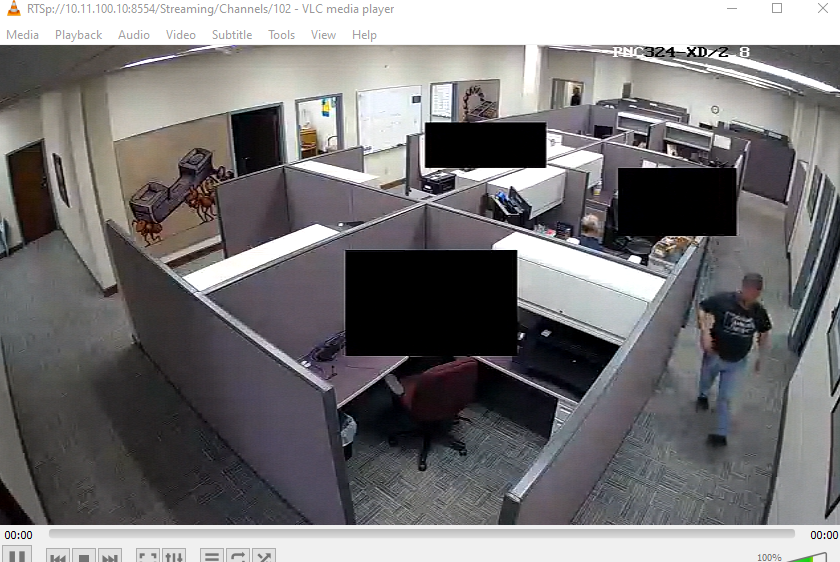 RTSp://10.11.100.10:8554/Streaming/Channels/102 - VLC media player
Media Playback Audio Video Subtitle Tools View Help
PNC324-XD/2.8
00:00 00:00
100%